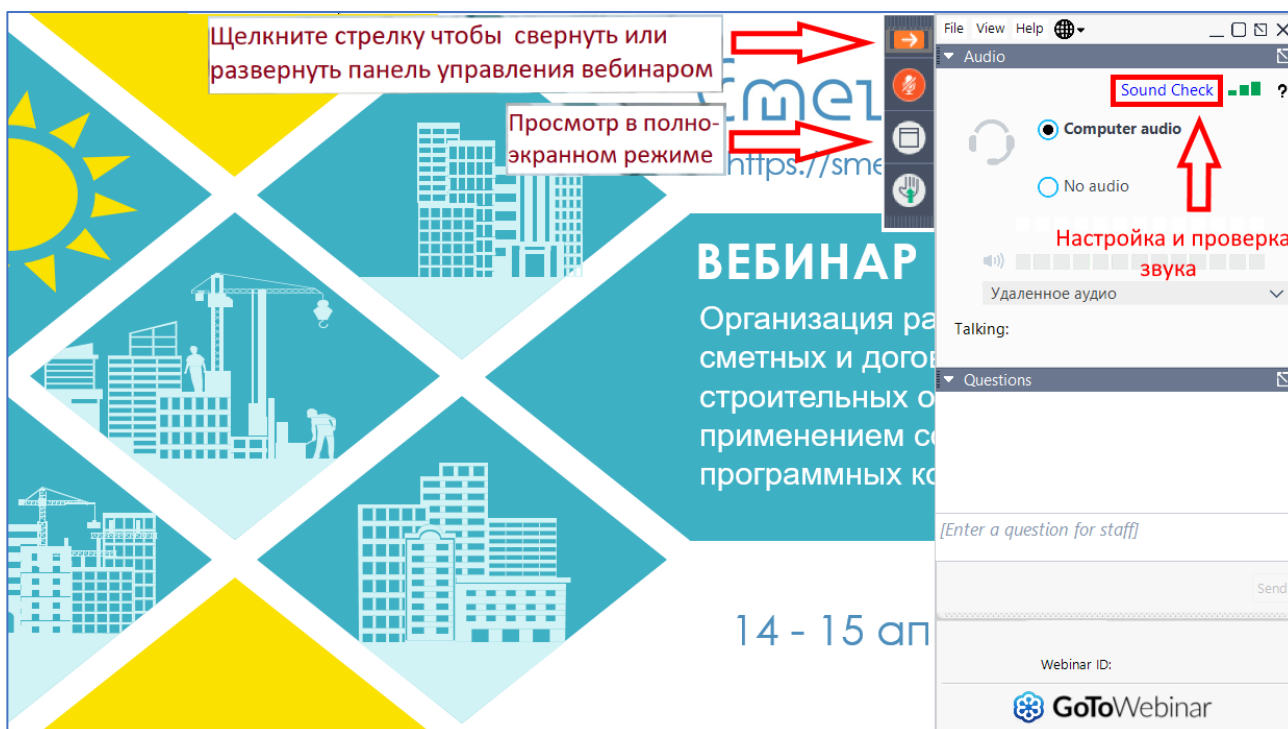 Щелкните стрелку чтобы свернуть или
развернуть панель управления вебинаром
Просмотр в полно-
экранном режиме
https://sme
ВЕБИНАР
Организация ра
сметных и догов
строительных о
применением со
программных ко
14 - 15 ап
File View Help
Audio
Sound Check
?
Computer audio
No audio
Настройка и проверка
звука
Удаленное аудио
Talking:
Questions
[Enter a question for staff]
Send
Webinar ID:
GoToWebinar